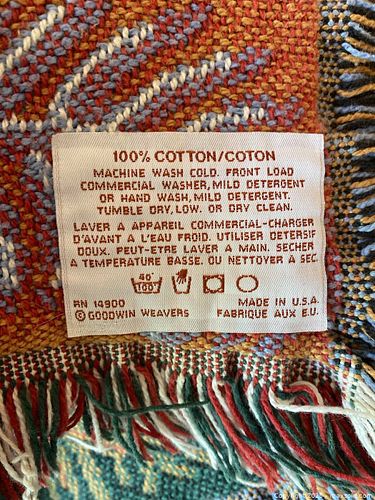 100% COTTON/COTON
MACHINE WASH COLD. FRONT LOAD
COMMERCIAL WASHER, MILD DETERGENT
OR HAND WASH, MILD DETERGENT.
TUMBLE DRY, LOW. OR DRY CLEAN.
LAVER A APPAREIL COMMERCIAL-CHARGER
D'AVANT A L'EAU FROID. UTILISER DETERSIF
DOUX. PEUT-ETRE LAVER A MAIN. SECHER
A TEMPERATURE BASSE. OU NETTOYER A SEC.
40°
100
RN 14900 MADE IN U.S.A.
© GOODWIN WEAVERS FABRIQUE AUX E.U.